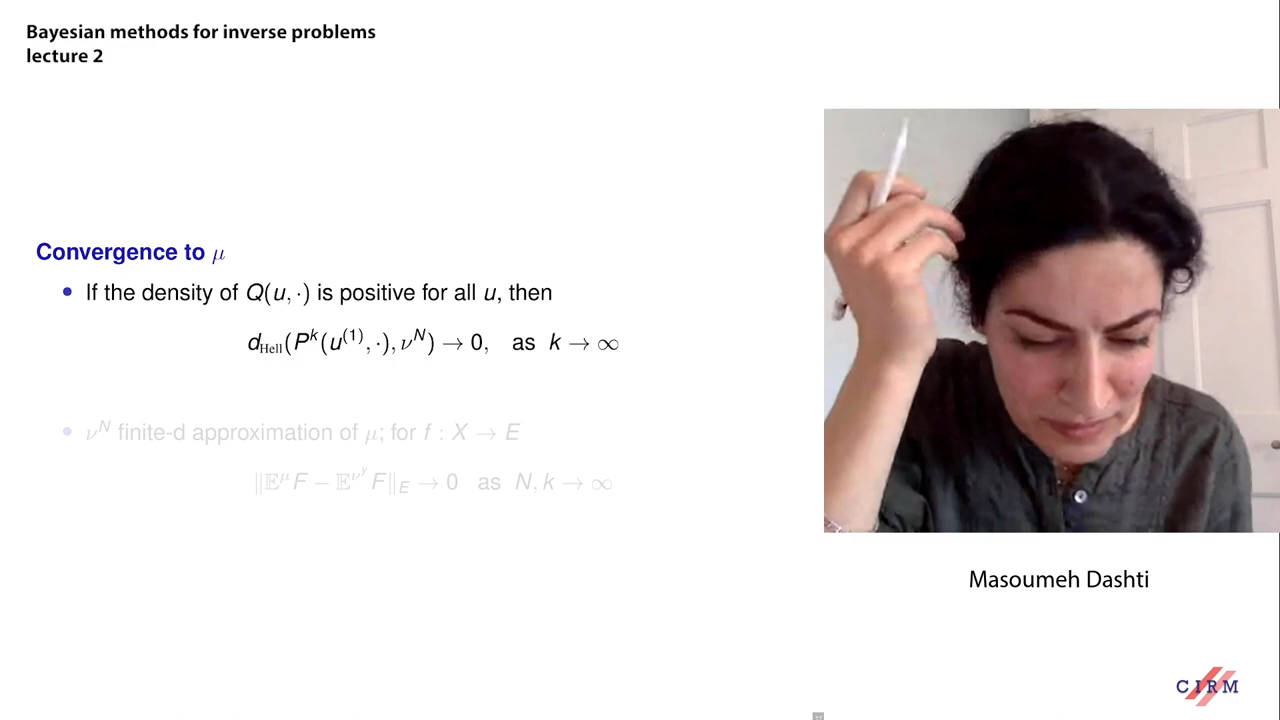 Bayesian methods for inverse problems
lecture 2
Convergence to μ
• If the density of Q(u, ·) is positive for all u, then
d_Hell(P^k(u^(1), ·), ν^N) → 0, as k → ∞
• ν^N finite-d approximation of μ; for f : X → E
‖𝔼^μ F − 𝔼^{ν^y} F‖_E → 0 as N, k → ∞
Masoumeh Dashti
CIRM